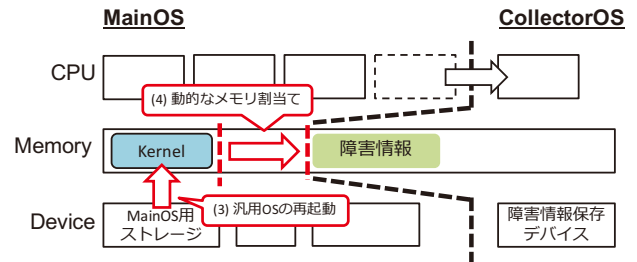 MainOS
CollectorOS
CPU
(4) 動的なメモリ割当て
Memory
Kernel
障害情報
(3) 汎用OSの再起動
Device
MainOS用
ストレージ
障害情報保存
デバイス